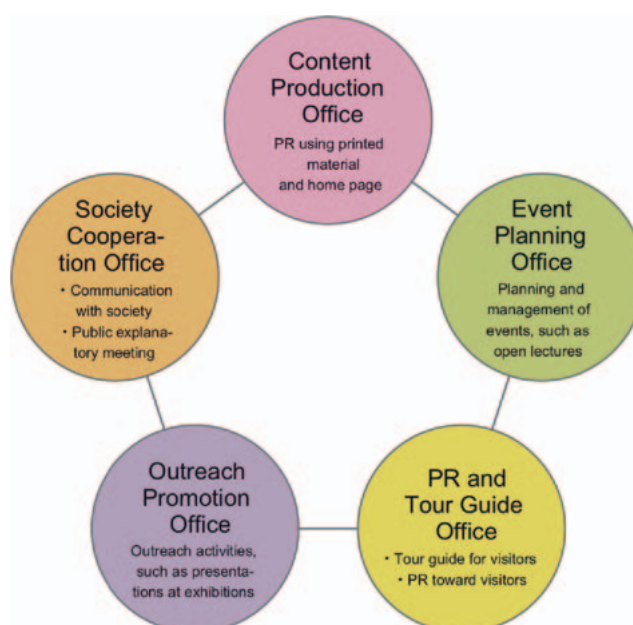 Content
Production
Office
PR using printed
material
and home page
Society
Coopera-
tion Office
・Communication
with society
・Public explana-
tory meeting
Event
Planning
Office
Planning and
management of
events, such as
open lectures
Outreach
Promotion
Office
Outreach activities,
such as presenta-
tions at exhibitions
PR and
Tour Guide
Office
・Tour guide for visitors
・PR toward visitors